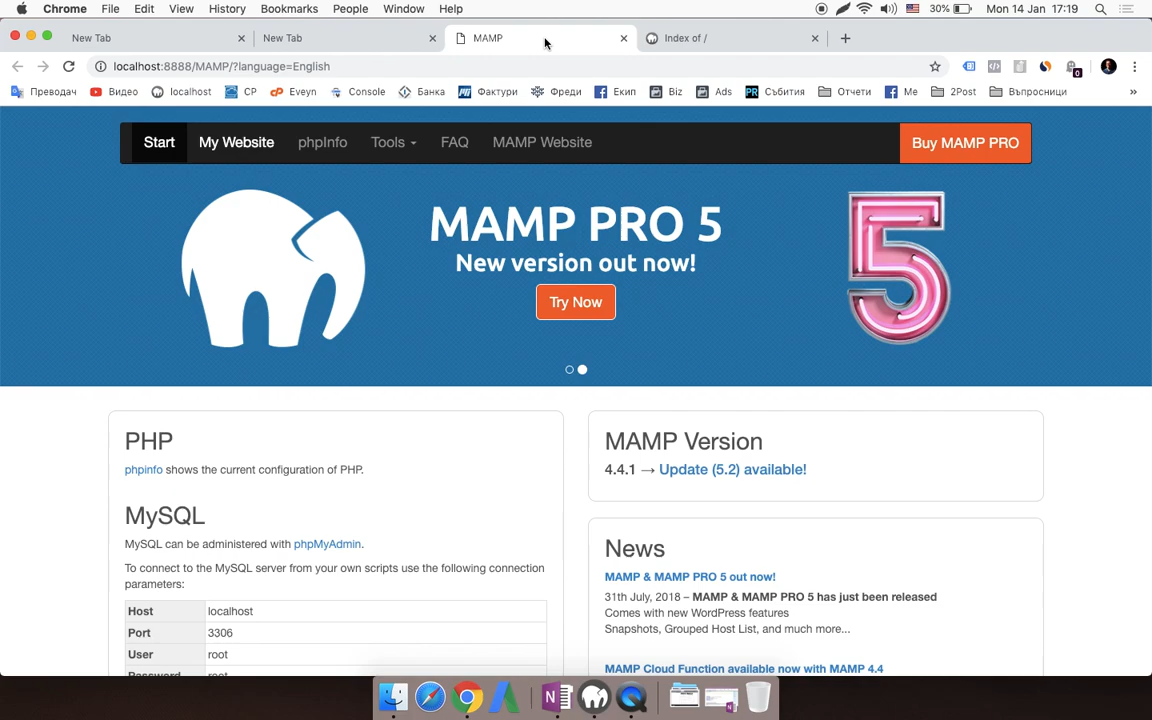 Chrome File Edit View History Bookmarks People Window Help 30% Mon 14 Jan 17:19
New Tab New Tab MAMP Index of /
localhost:8888/MAMP/?language=English
0
Преводач Видео localhost CP Eveyn Console Банка Фактури Фреди Екип Biz Ads Събития Отчети Me 2Post Въпросници »
Start My Website phpInfo Tools FAQ MAMP Website Buy MAMP PRO
MAMP PRO 5
New version out now!
Try Now
5
PHP
phpinfo shows the current configuration of PHP.
MySQL
MySQL can be administered with phpMyAdmin.
To connect to the MySQL server from your own scripts use the following connection
parameters:
Host localhost
Port 3306
User root
Password root
MAMP Version
4.4.1 → Update (5.2) available!
News
MAMP & MAMP PRO 5 out now!
31th July, 2018 – MAMP & MAMP PRO 5 has just been released
Comes with new WordPress features
Snapshots, Grouped Host List, and much more...
MAMP Cloud Function available now with MAMP 4.4